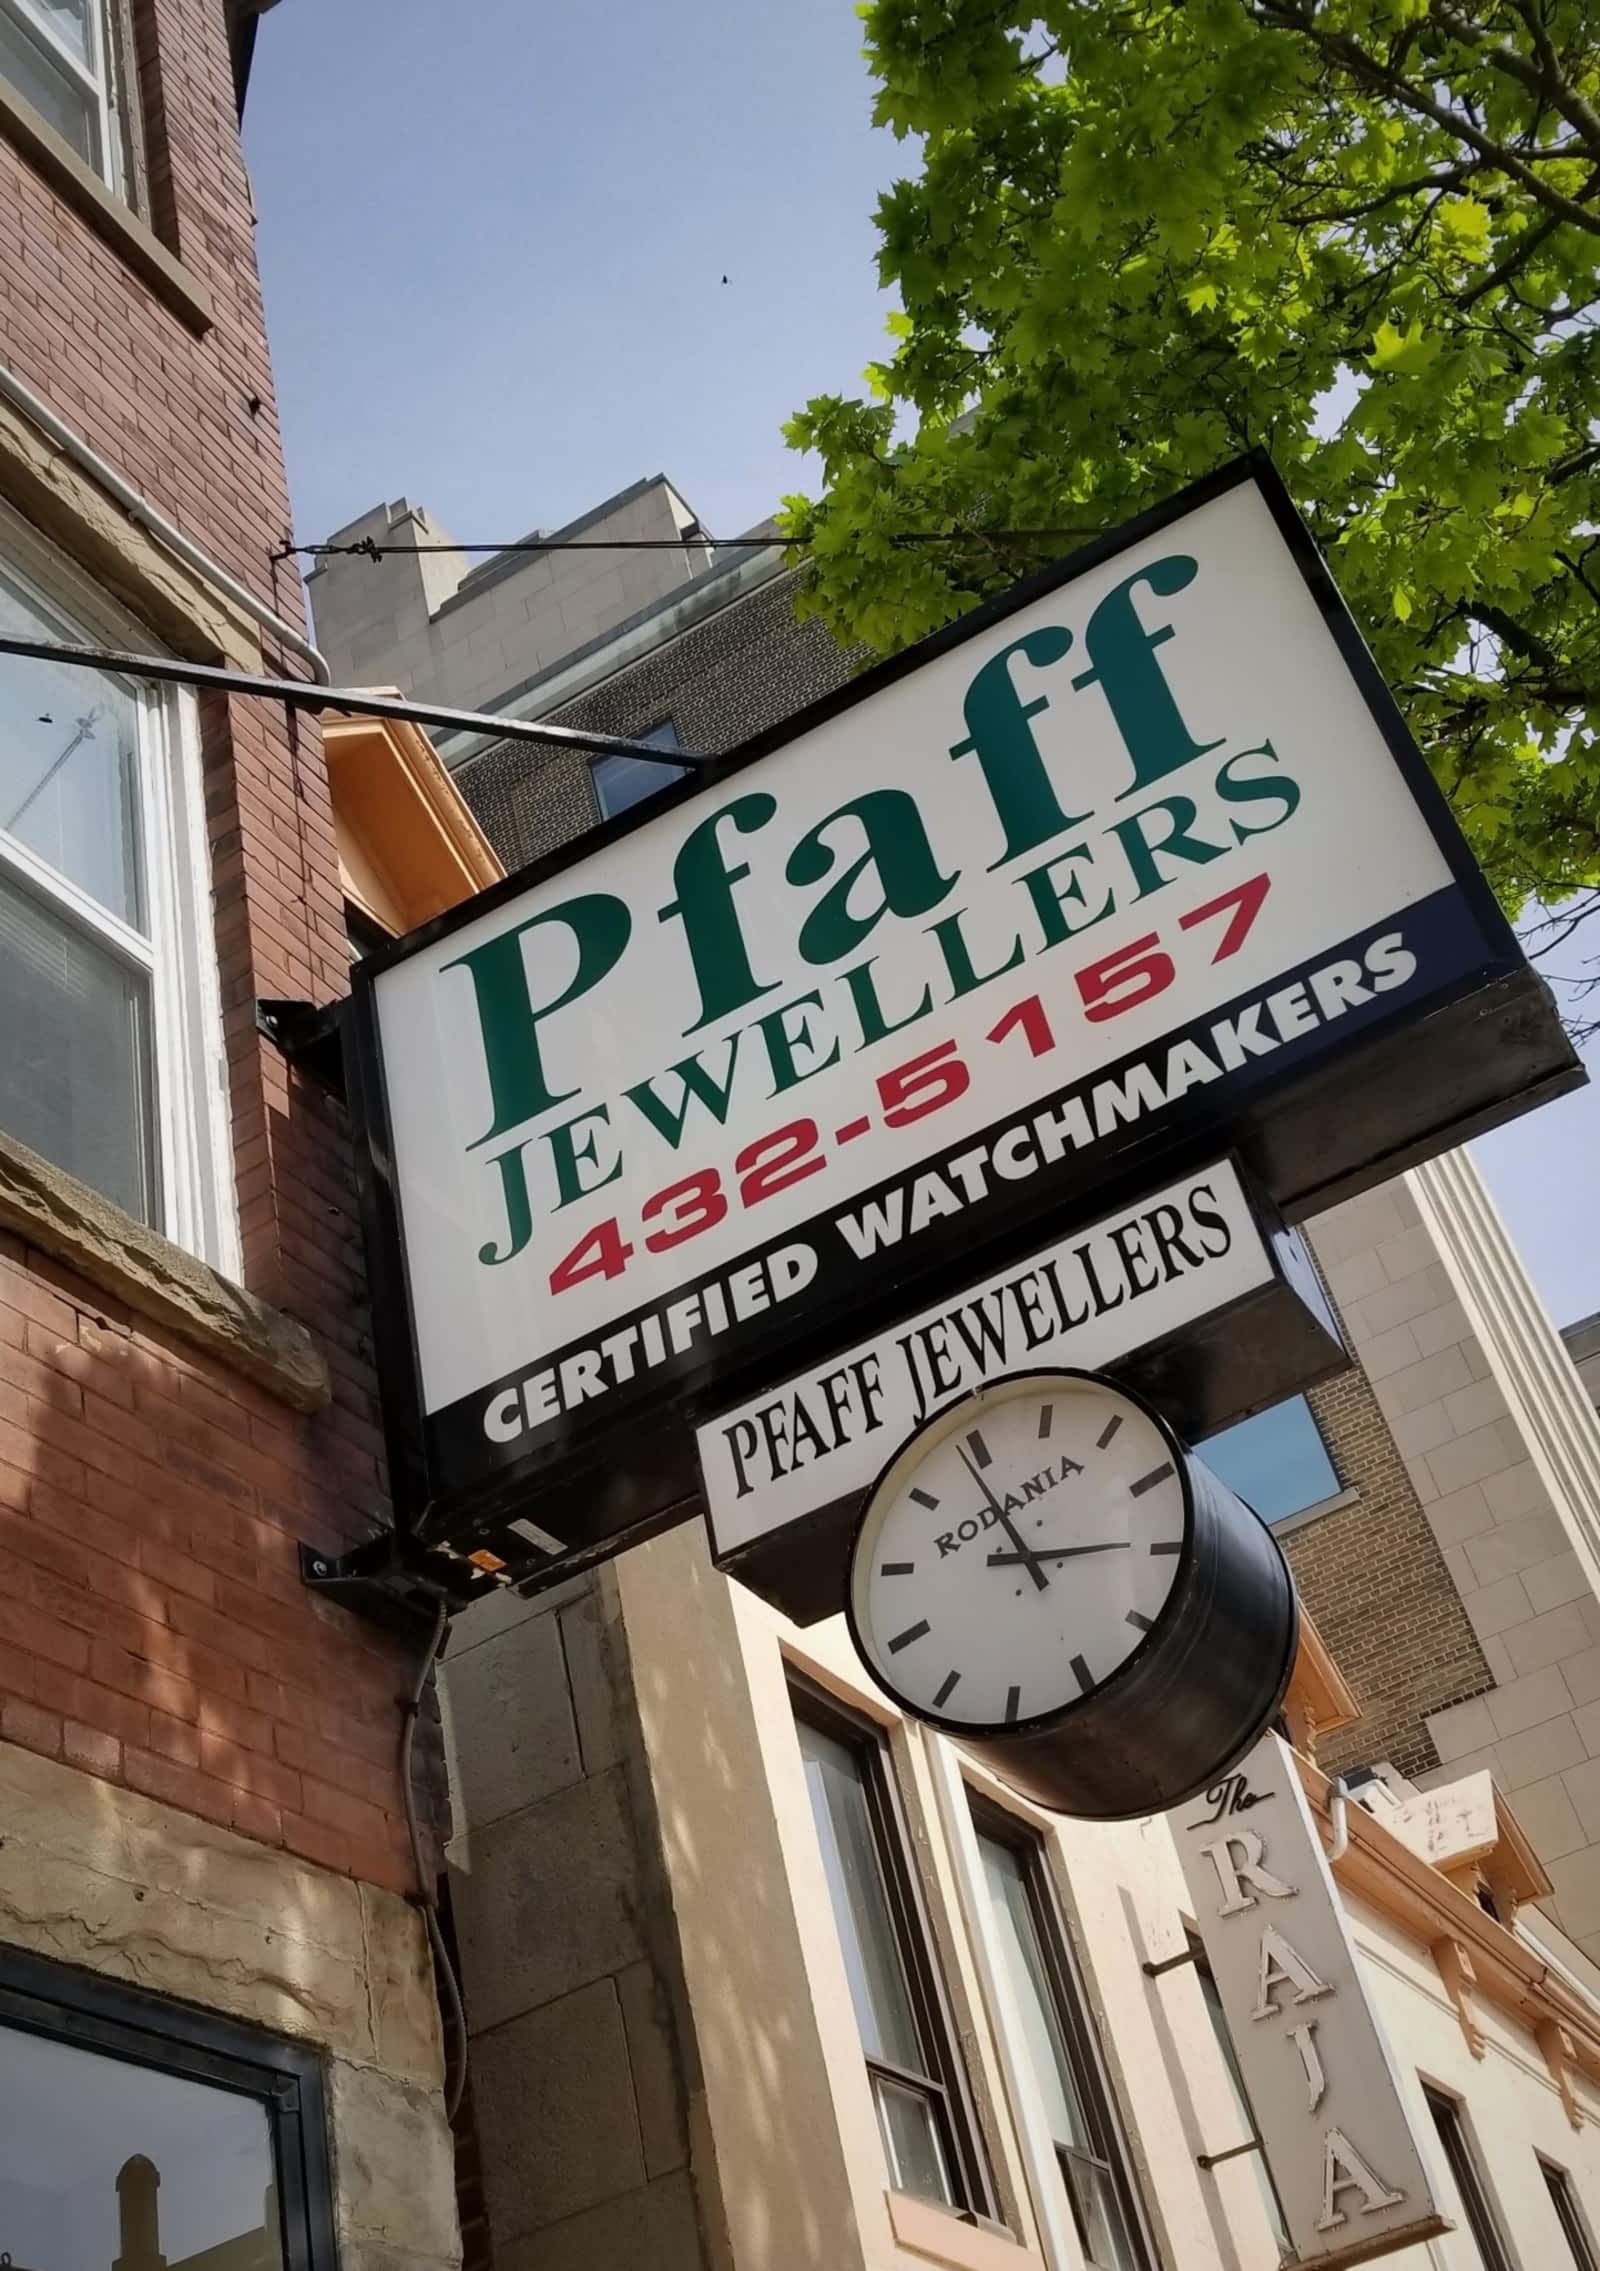 Pfaff
JEWELLERS
432-5157
CERTIFIED WATCHMAKERS
PFAFF JEWELLERS
RODANIA
The
RAJA